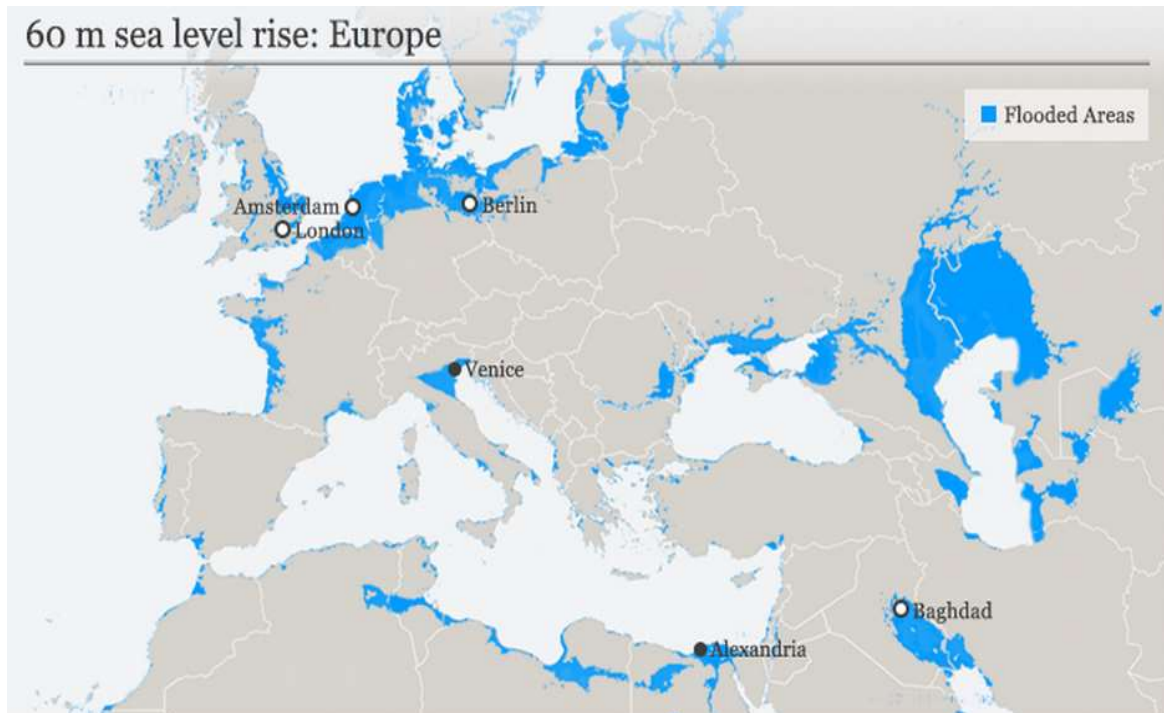 60 m sea level rise: Europe
Flooded Areas
Amsterdam
Berlin
London
Venice
Baghdad
Alexandria